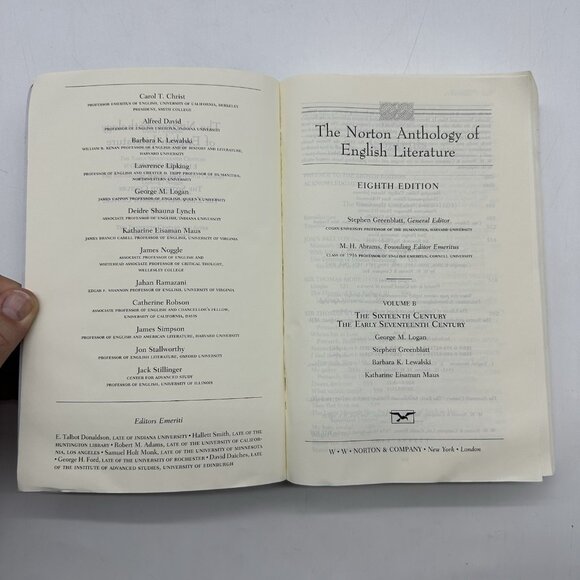 Carol T. Christ
PROFESSOR EMERITUS OF ENGLISH, UNIVERSITY OF CALIFORNIA, BERKELEY
PRESIDENT, SMITH COLLEGE
Alfred David
PROFESSOR OF ENGLISH EMERITUS, INDIANA UNIVERSITY
Barbara K. Lewalski
WILLIAM R. KENAN PROFESSOR OF ENGLISH AND OF HISTORY AND LITERATURE,
HARVARD UNIVERSITY
Lawrence Lipking
PROFESSOR OF ENGLISH AND CHESTER D. TRIPP PROFESSOR OF HUMANITIES,
NORTHWESTERN UNIVERSITY
George M. Logan
JAMES CAPPON PROFESSOR OF ENGLISH, QUEEN'S UNIVERSITY
Deidre Shauna Lynch
ASSOCIATE PROFESSOR OF ENGLISH, INDIANA UNIVERSITY
Katharine Eisaman Maus
JAMES BRANCH CABELL PROFESSOR OF ENGLISH, UNIVERSITY OF VIRGINIA
James Noggle
ASSOCIATE PROFESSOR OF ENGLISH AND
WHITEHEAD ASSOCIATE PROFESSOR OF CRITICAL THOUGHT,
WELLESLEY COLLEGE
Jahan Ramazani
EDGAR F. SHANNON PROFESSOR OF ENGLISH, UNIVERSITY OF VIRGINIA
Catherine Robson
ASSOCIATE PROFESSOR OF ENGLISH AND CHANCELLOR'S FELLOW,
UNIVERSITY OF CALIFORNIA, DAVIS
James Simpson
PROFESSOR OF ENGLISH AND AMERICAN LITERATURE, HARVARD UNIVERSITY
Jon Stallworthy
PROFESSOR OF ENGLISH LITERATURE, OXFORD UNIVERSITY
Jack Stillinger
CENTER FOR ADVANCED STUDY
PROFESSOR OF ENGLISH, UNIVERSITY OF ILLINOIS
Editors Emeriti
E. Talbot Donaldson, LATE OF INDIANA UNIVERSITY • Hallett Smith, LATE OF THE
HUNTINGTON LIBRARY • Robert M. Adams, LATE OF THE UNIVERSITY OF CALIFOR-
NIA, LOS ANGELES • Samuel Holt Monk, LATE OF THE UNIVERSITY OF MINNESOTA
• George H. Ford, LATE OF THE UNIVERSITY OF ROCHESTER • David Daiches, LATE
OF THE INSTITUTE OF ADVANCED STUDIES, UNIVERSITY OF EDINBURGH
The Norton Anthology of
English Literature
EIGHTH EDITION
Stephen Greenblatt, General Editor
COGAN UNIVERSITY PROFESSOR OF THE HUMANITIES, HARVARD UNIVERSITY
M. H. Abrams, Founding Editor Emeritus
CLASS OF 1916 PROFESSOR OF ENGLISH EMERITUS, CORNELL UNIVERSITY
VOLUME B
THE SIXTEENTH CENTURY
THE EARLY SEVENTEENTH CENTURY
George M. Logan
Stephen Greenblatt
Barbara K. Lewalski
Katharine Eisaman Maus
W • W • NORTON & COMPANY • New York • London